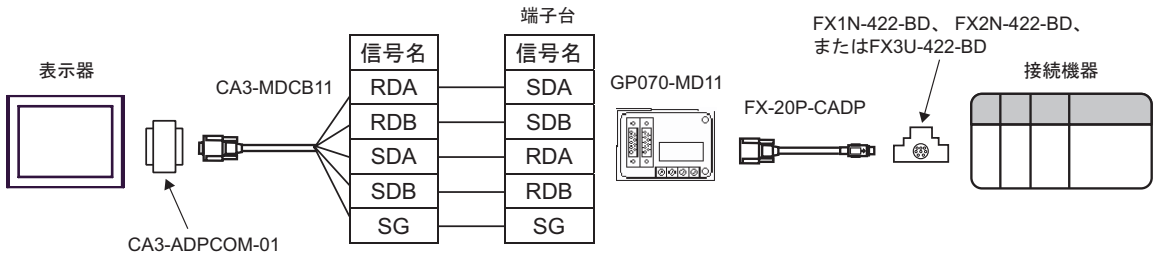 表示器
CA3-ADPCOM-01
CA3-MDCB11
端子台
信号名 信号名
RDA SDA
RDB SDB
SDA RDA
SDB RDB
SG SG
GP070-MD11
FX-20P-CADP
FX1N-422-BD、 FX2N-422-BD、
またはFX3U-422-BD
接続機器